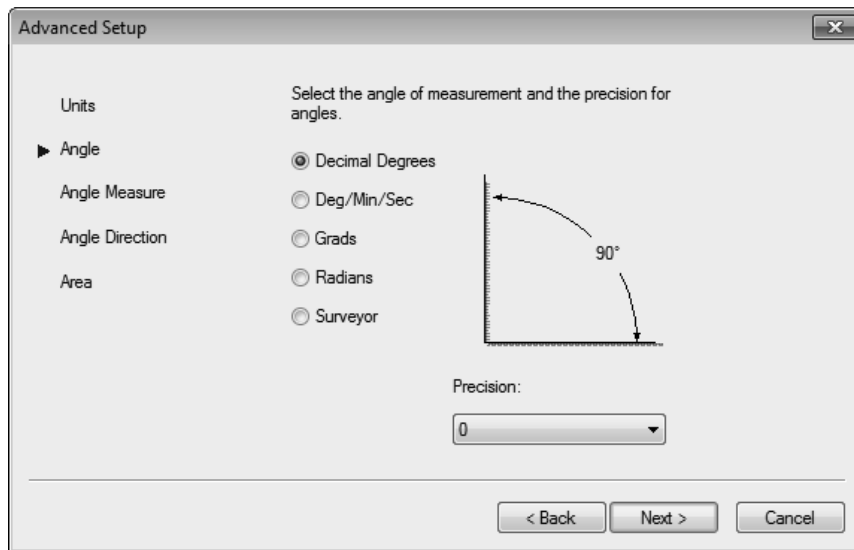 Advanced Setup
Units
Angle
Angle Measure
Angle Direction
Area
Select the angle of measurement and the precision for
angles.
Decimal Degrees
Deg/Min/Sec
Grads
Radians
Surveyor
90°
Precision:
0
< Back
Next >
Cancel